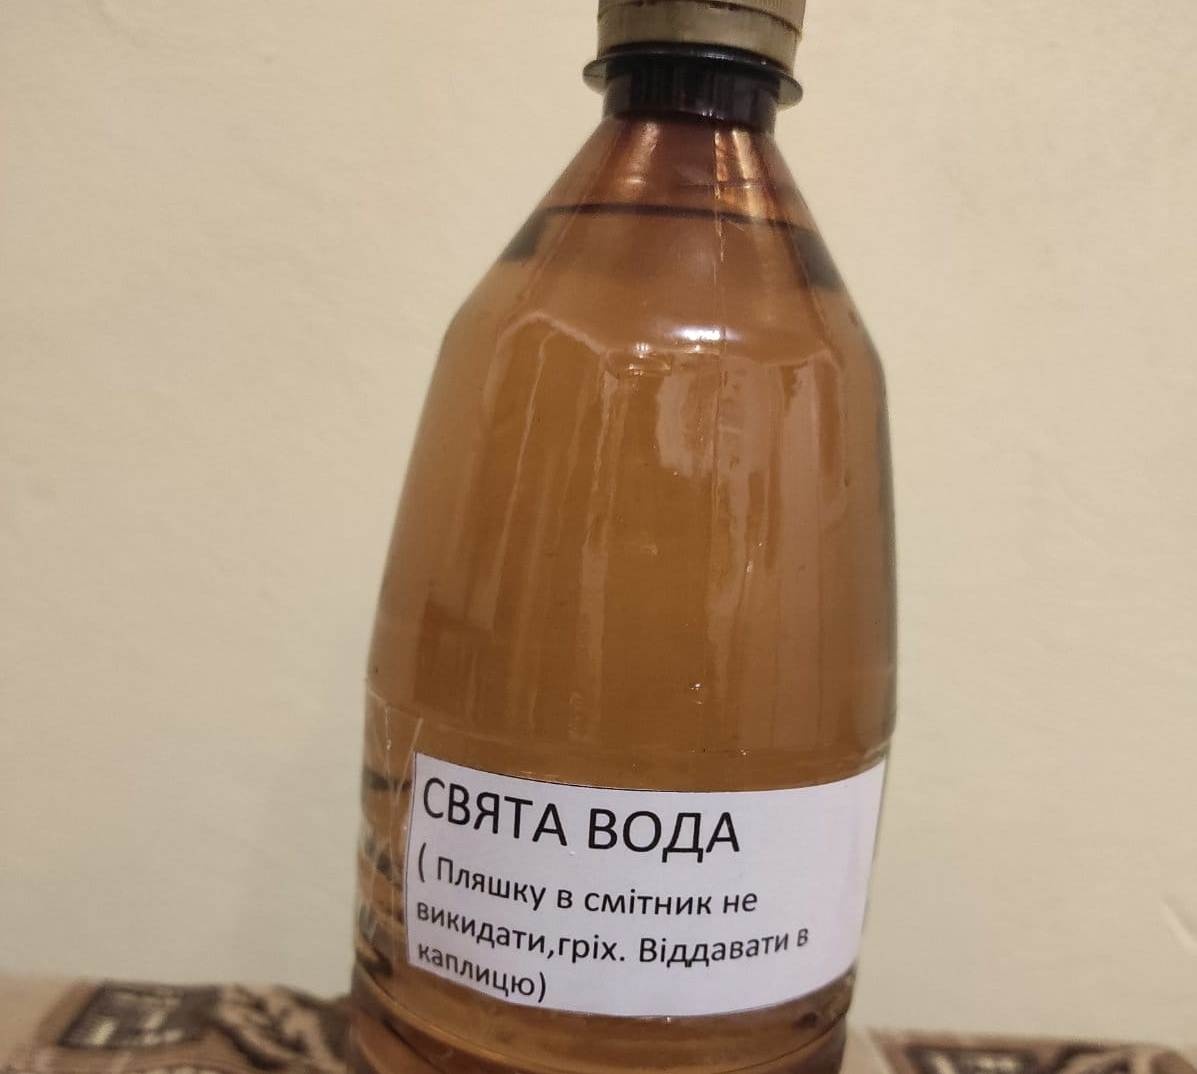 СВЯТА ВОДА
( Пляшку в смітник не
викидати,гріх. Віддавати в
каплицю)